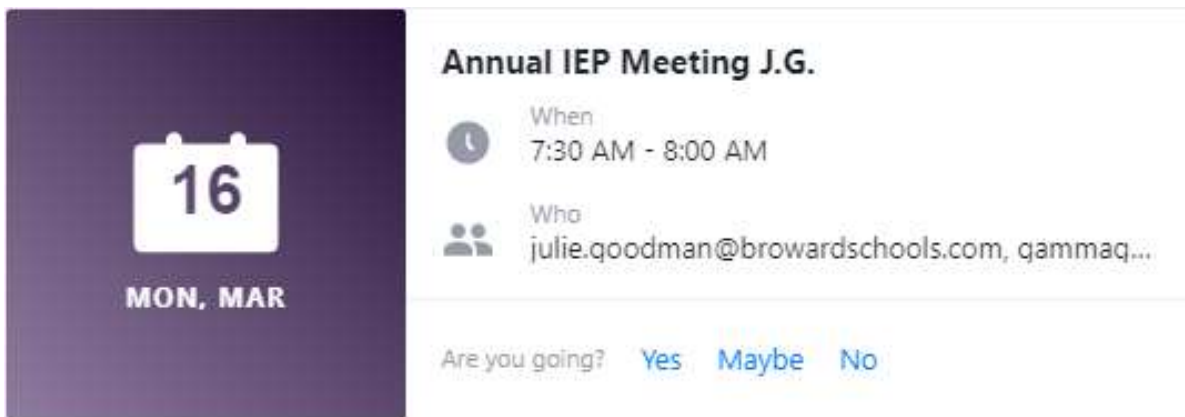 16
MON, MAR
Annual IEP Meeting J.G.
When
7:30 AM - 8:00 AM
Who
julie.goodman@browardschools.com, gammag...
Are you going? Yes Maybe No